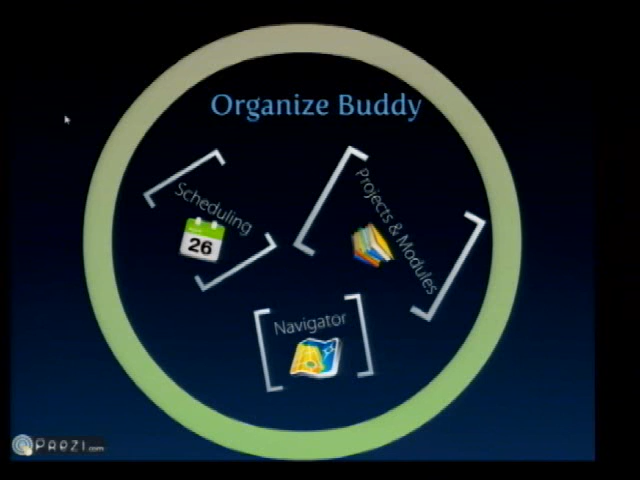 Organize Buddy
Scheduling
26
Projects & Modules
Navigator
PREZI.com